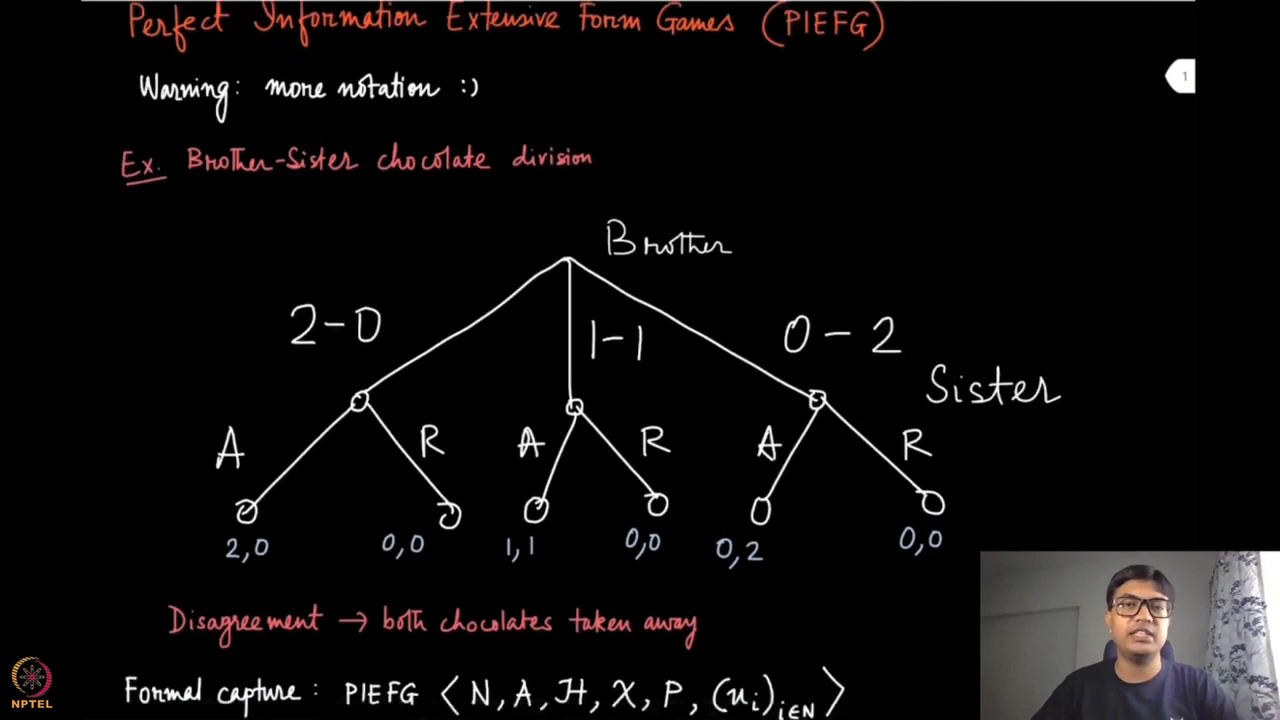 Perfect Information Extensive Form Games (PIEFG)
1
Warning: more notation :)
Ex. Brother-Sister chocolate division
Brother
2-0 1-1 0-2
Sister
A R A R A R
2,0 0,0 1,1 0,0 0,2 0,0
Disagreement → both chocolates taken away
Formal capture: PIEFG ⟨N, A, H, X, P, (u_i)_{i∈N}⟩
NPTEL